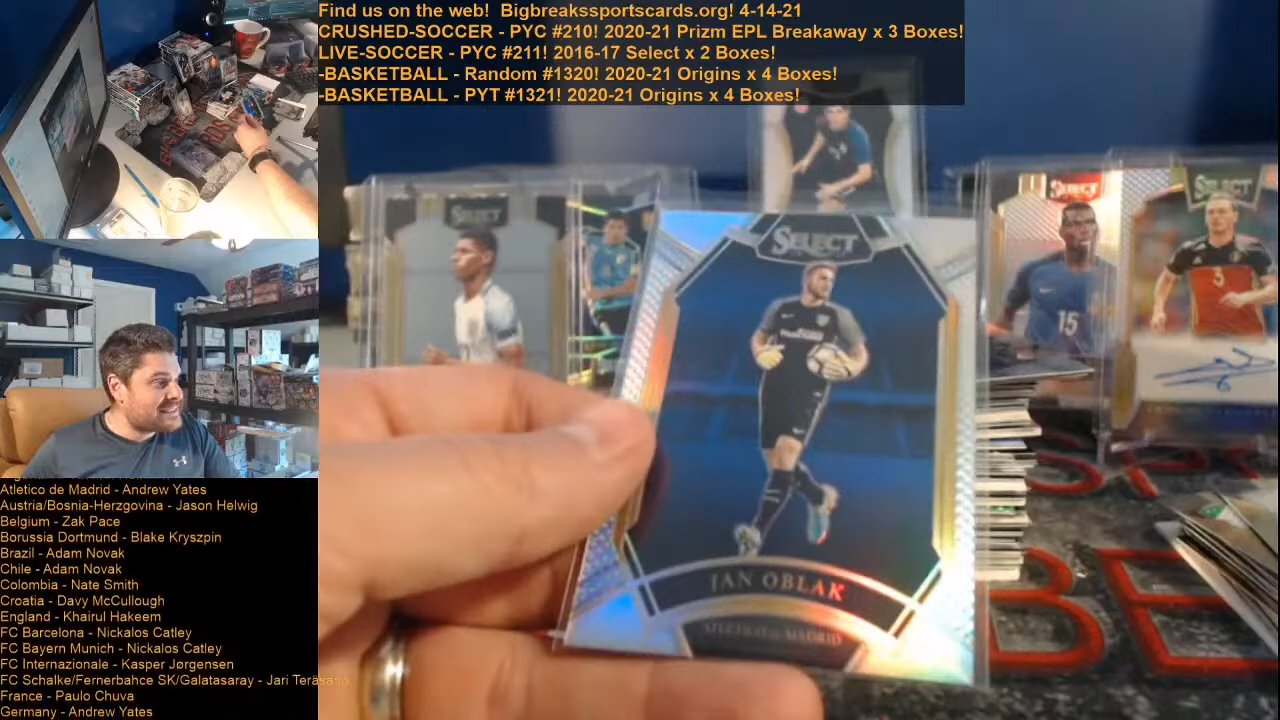 Find us on the web! Bigbreakssportscards.org! 4-14-21
CRUSHED-SOCCER - PYC #210! 2020-21 Prizm EPL Breakaway x 3 Boxes!
LIVE-SOCCER - PYC #211! 2016-17 Select x 2 Boxes!
-BASKETBALL - Random #1320! 2020-21 Origins x 4 Boxes!
-BASKETBALL - PYT #1321! 2020-21 Origins x 4 Boxes!
SELECT
SELECT
SELECT
SELECT
15
3
JAN OBLAK
ATLETICO DE MADRID
BE
Atletico de Madrid - Andrew Yates
Austria/Bosnia-Herzgovina - Jason Helwig
Belgium - Zak Pace
Borussia Dortmund - Blake Kryszpin
Brazil - Adam Novak
Chile - Adam Novak
Colombia - Nate Smith
Croatia - Davy McCullough
England - Khairul Hakeem
FC Barcelona - Nickalos Catley
FC Bayern Munich - Nickalos Catley
FC Internazionale - Kasper Jørgensen
FC Schalke/Fernerbahce SK/Galatasaray - Jari
France - Paulo Chuva
Germany - Andrew Yates